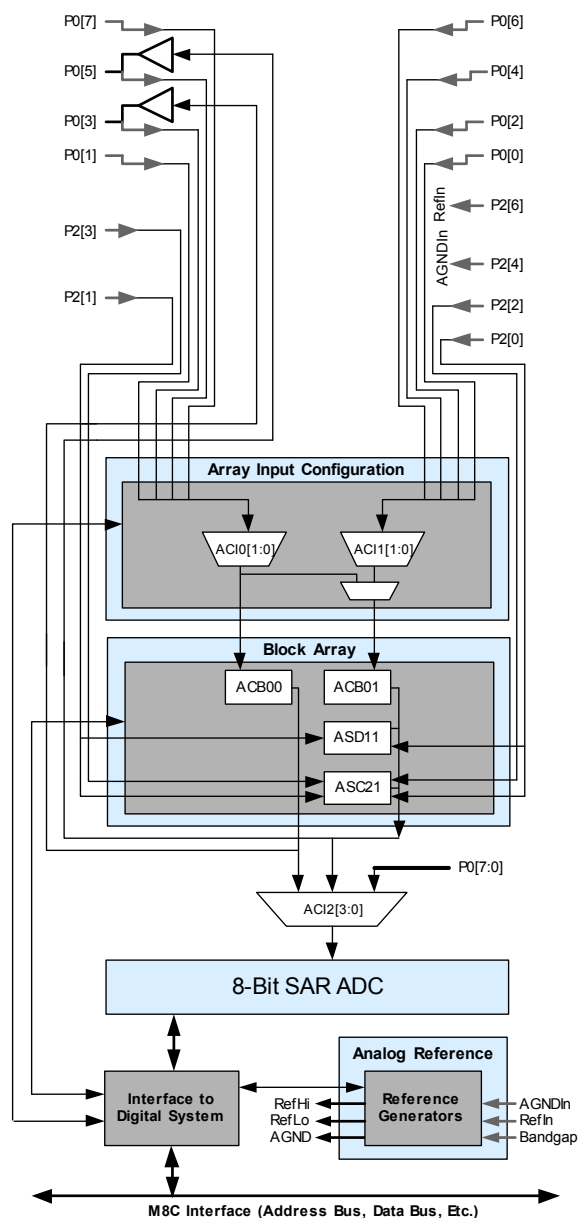 P0[7]
P0[6]
P0[5]
P0[4]
P0[3]
P0[2]
P0[1]
P0[0]
P2[6]
AGNDIn RefIn
P2[3]
P2[4]
P2[1]
P2[2]
P2[0]
Array Input Configuration
ACI0[1:0]
ACI1[1:0]
Block Array
ACB00
ACB01
ASD11
ASC21
P0[7:0]
ACI2[3:0]
8-Bit SAR ADC
Analog Reference
Interface to
Digital System
RefHi
RefLo
AGND
Reference
Generators
AGNDIn
RefIn
Bandgap
M8C Interface (Address Bus, Data Bus, Etc.)